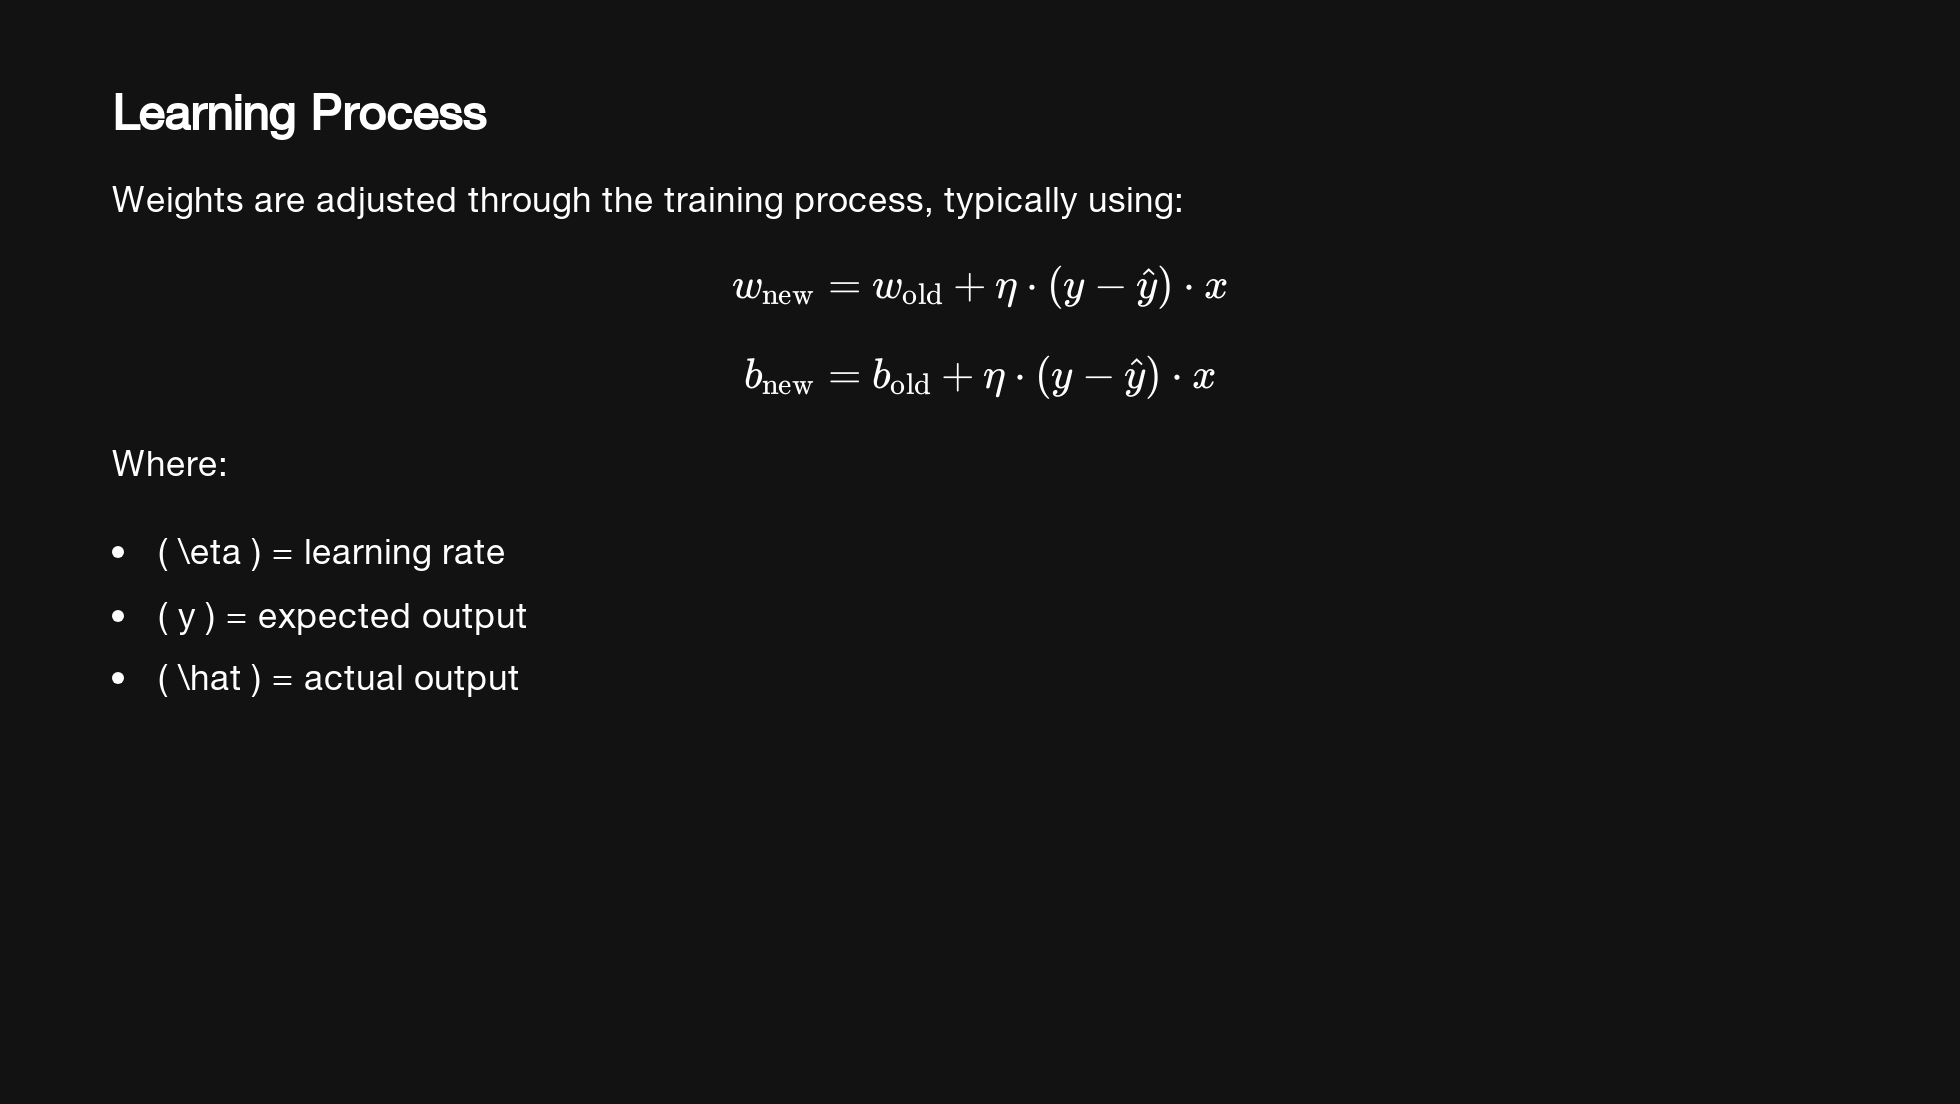 Learning Process
Weights are adjusted through the training process, typically using:
w_new = w_old + η · (y − ŷ) · x
b_new = b_old + η · (y − ŷ) · x
Where:
• ( \eta ) = learning rate
• ( y ) = expected output
• ( \hat ) = actual output